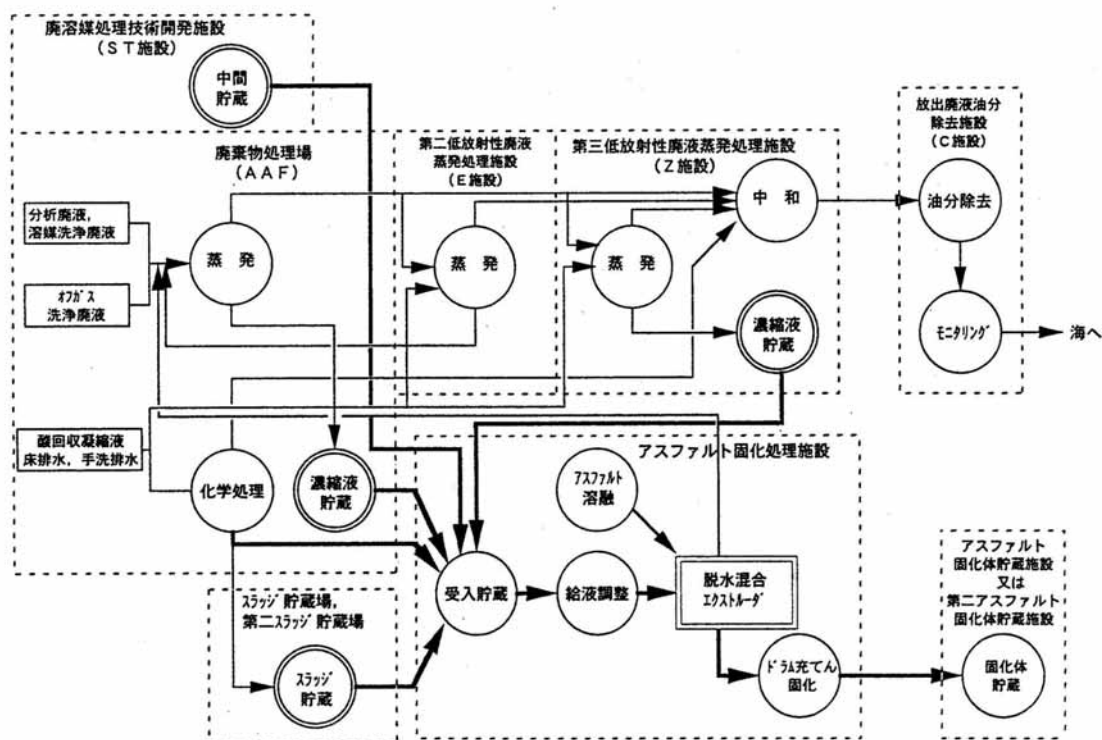 廃溶媒処理技術開発施設
(ST施設)
中間
貯蔵
廃棄物処理場
(AAF)
第二低放射性廃液
蒸発処理施設
(E施設)
第三低放射性廃液蒸発処理施設
(Z施設)
放出廃液油分
除去施設
(C施設)
分析廃液,
溶媒洗浄廃液
オフガス
洗浄廃液
蒸 発
蒸 発
蒸 発
中 和
油分除去
濃縮液
貯蔵
モニタリング
海へ
酸回収凝縮液
床排水, 手洗排水
化学処理
濃縮液
貯蔵
アスファルト固化処理施設
アスファルト
溶融
受入貯蔵
給液調整
脱水混合
エクストルーダ
ドラム充てん
固化
スラッジ貯蔵場,
第二スラッジ貯蔵場
スラッジ
貯蔵
アスファルト
固化体貯蔵施設
又は
第二アスファルト
固化体貯蔵施設
固化体
貯蔵